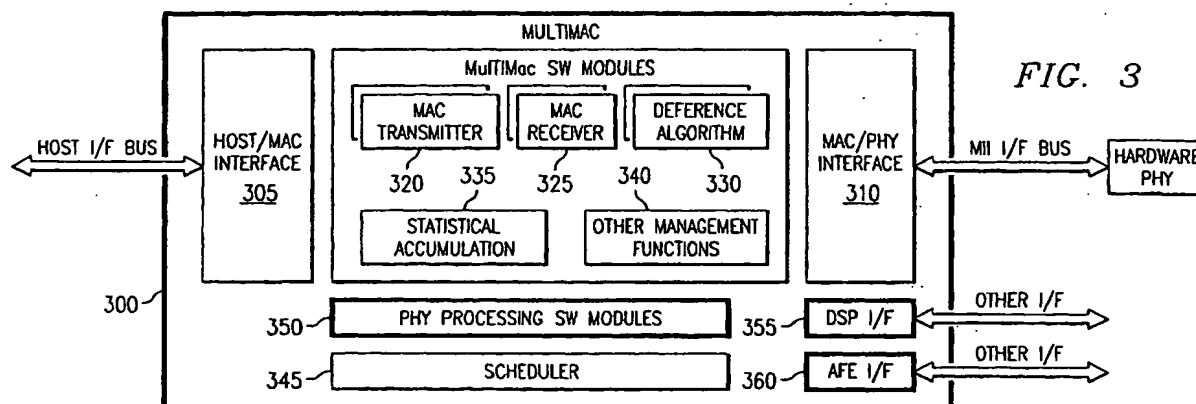 MULTIMAC
MulTIMac SW MODULES
FIG. 3
HOST I/F BUS
HOST/MAC
INTERFACE
305
MAC
TRANSMITTER
320
MAC
RECEIVER
325
DEFERENCE
ALGORITHM
330
335
STATISTICAL
ACCUMULATION
340
OTHER MANAGEMENT
FUNCTIONS
MAC/PHY
INTERFACE
310
MII I/F BUS
HARDWARE
PHY
300
350
PHY PROCESSING SW MODULES
355
DSP I/F
OTHER I/F
345
SCHEDULER
360
AFE I/F
OTHER I/F